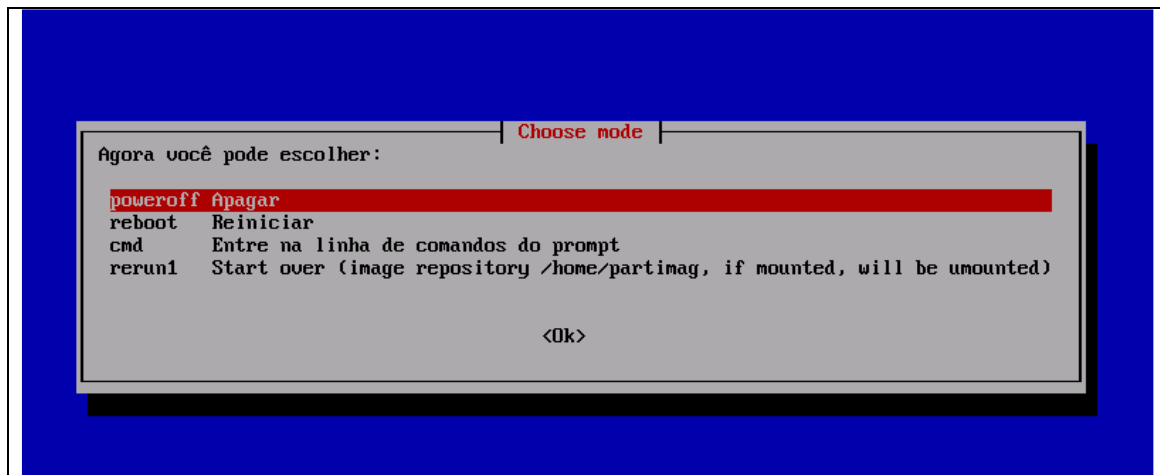 Choose mode
Agora você pode escolher:
poweroff Apagar
reboot Reiniciar
cmd Entre na linha de comandos do prompt
rerun1 Start over (image repository /home/partimag, if mounted, will be umounted)
<Ok>